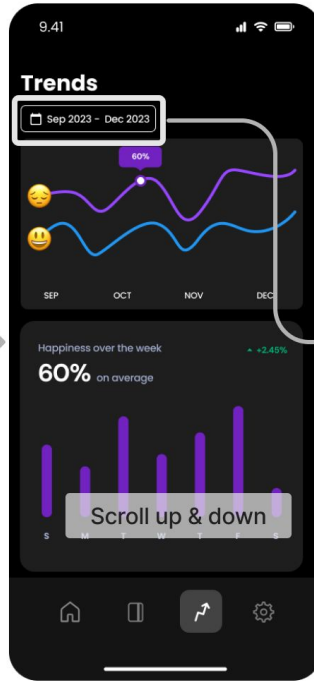 9.41
Trends
Sep 2023 - Dec 2023
60%
SEP OCT NOV DEC
Happiness over the week
+2.45%
60% on average
Scroll up & down
S M T W T F S